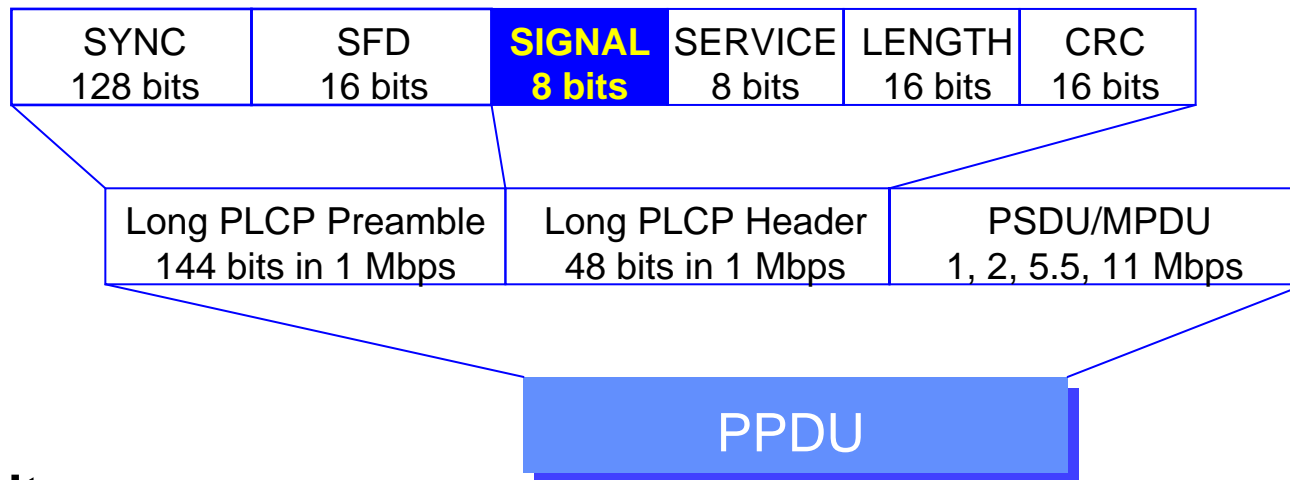 SYNC SFD SIGNAL SERVICE LENGTH CRC
128 bits 16 bits 8 bits 8 bits 16 bits 16 bits
Long PLCP Preamble Long PLCP Header PSDU/MPDU
144 bits in 1 Mbps 48 bits in 1 Mbps 1, 2, 5.5, 11 Mbps
PPDU